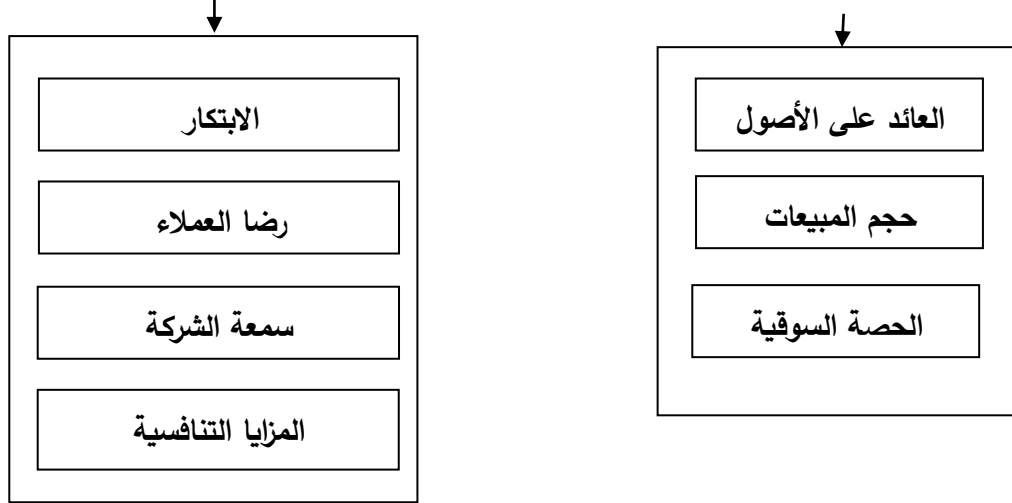 العائد على الأصول
حجم المبيعات
الحصة السوقية
الابتكار
رضا العملاء
سمعة الشركة
المزايا التنافسية